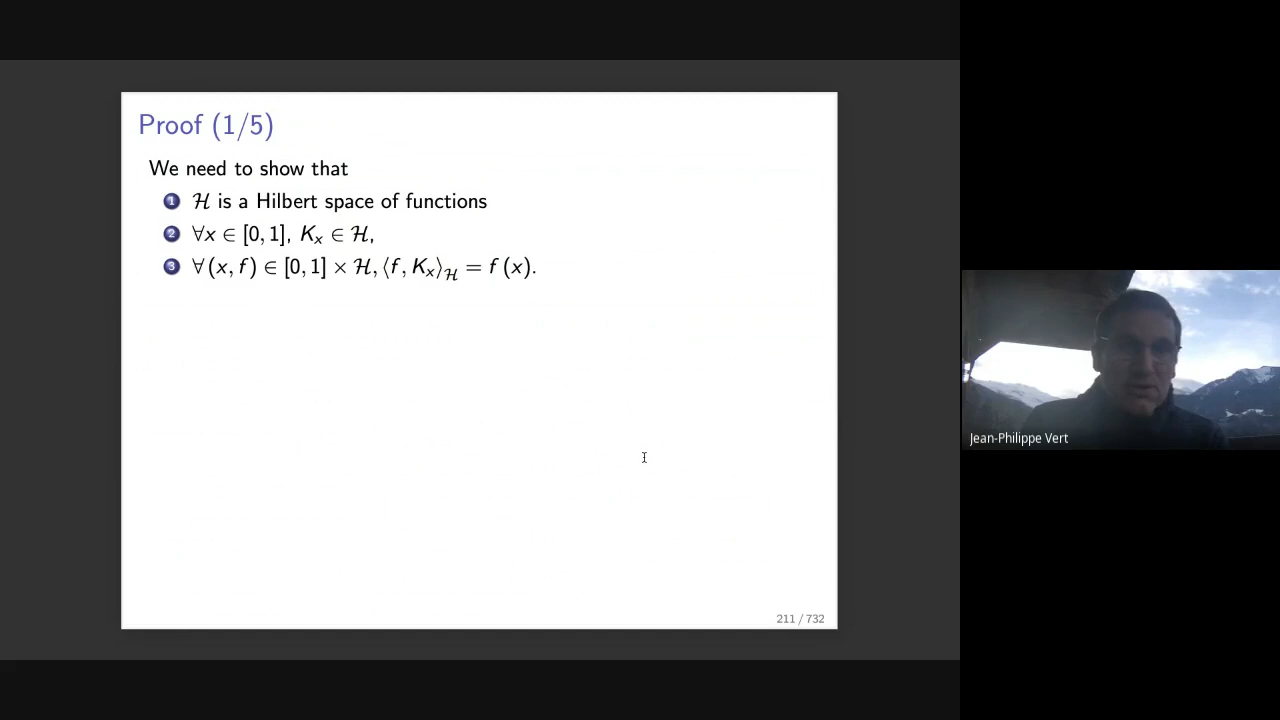 Proof (1/5)
We need to show that
1 ℋ is a Hilbert space of functions
2 ∀x ∈ [0, 1], Kₓ ∈ ℋ,
3 ∀ (x, f) ∈ [0, 1] × ℋ, ⟨f, Kₓ⟩_ℋ = f (x).
211 / 732
Jean-Philippe Vert